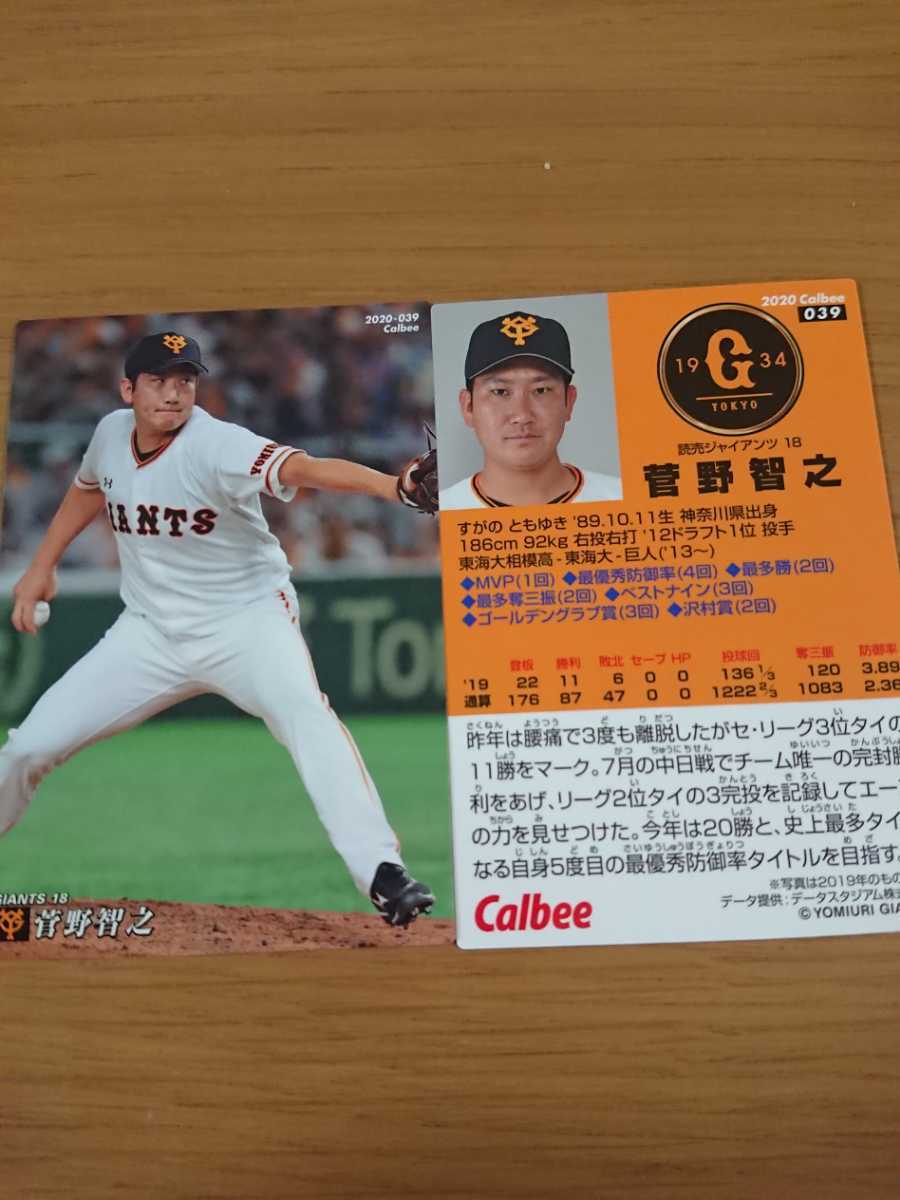 2020-039
Calbee
IANTS
GIANTS 18
菅野智之
2020 Calbee
039
1934
G
TOKYO
読売ジャイアンツ 18
菅野智之
すがの ともゆき '89.10.11生 神奈川県出身
186cm 92kg 右投右打 '12ドラフト1位 投手
東海大相模高-東海大-巨人('13～)
◆MVP(1回) ◆最優秀防御率(4回) ◆最多勝(2回)
◆最多奪三振(2回) ◆ベストナイン(3回)
◆ゴールデングラブ賞(3回) ◆沢村賞(2回)
登板 勝利 敗北 セーブ HP 投球回 奪三振 防御率
'19 22 11 6 0 0 136 1/3 120 3.89
通算 176 87 47 0 0 1222 2/3 1083 2.36
昨年は腰痛で3度も離脱したがセ・リーグ3位タイの
11勝をマーク。7月の中日戦でチーム唯一の完封勝
利をあげ、リーグ2位タイの3完投を記録してエース
の力を見せつけた。今年は20勝と、史上最多タイ
なる自身5度目の最優秀防御率タイトルを目指す。
※写真は2019年のもの
データ提供:データスタジアム株式
Calbee
©YOMIURI GIA